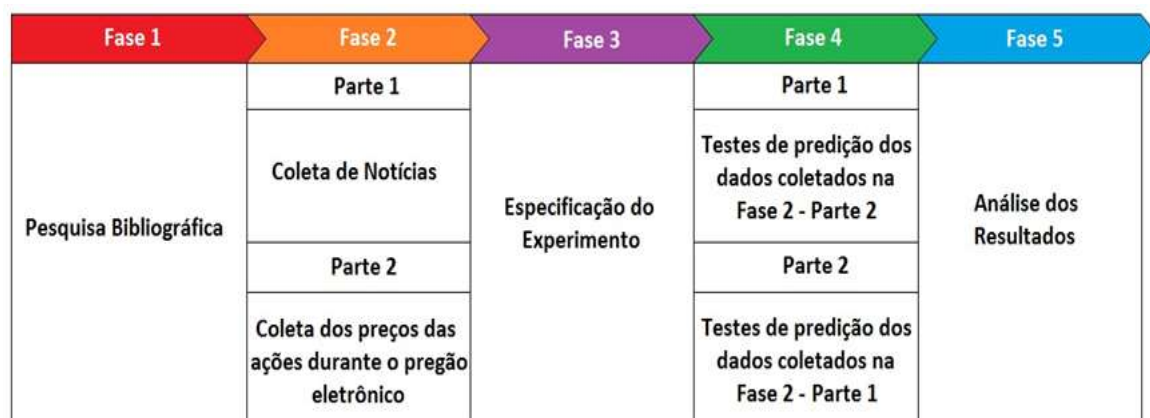 Fase 1
Fase 2
Fase 3
Fase 4
Fase 5
Pesquisa Bibliográfica
Parte 1
Coleta de Notícias
Parte 2
Coleta dos preços das
ações durante o pregão
eletrônico
Especificação do
Experimento
Parte 1
Testes de predição dos
dados coletados na
Fase 2 - Parte 2
Parte 2
Testes de predição dos
dados coletados na
Fase 2 - Parte 1
Análise dos
Resultados